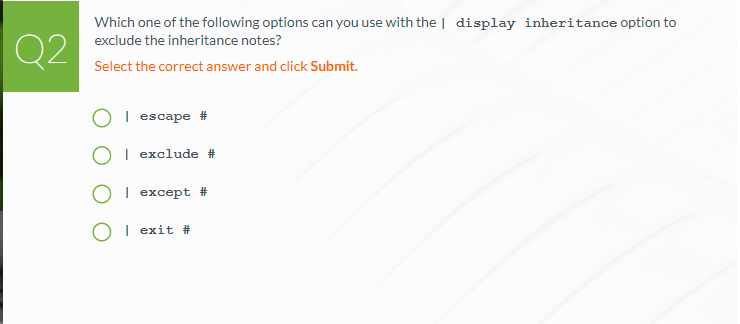 Q2
Which one of the following options can you use with the | display inheritance option to
exclude the inheritance notes?
Select the correct answer and click Submit.
| escape #
| exclude #
| except #
| exit #